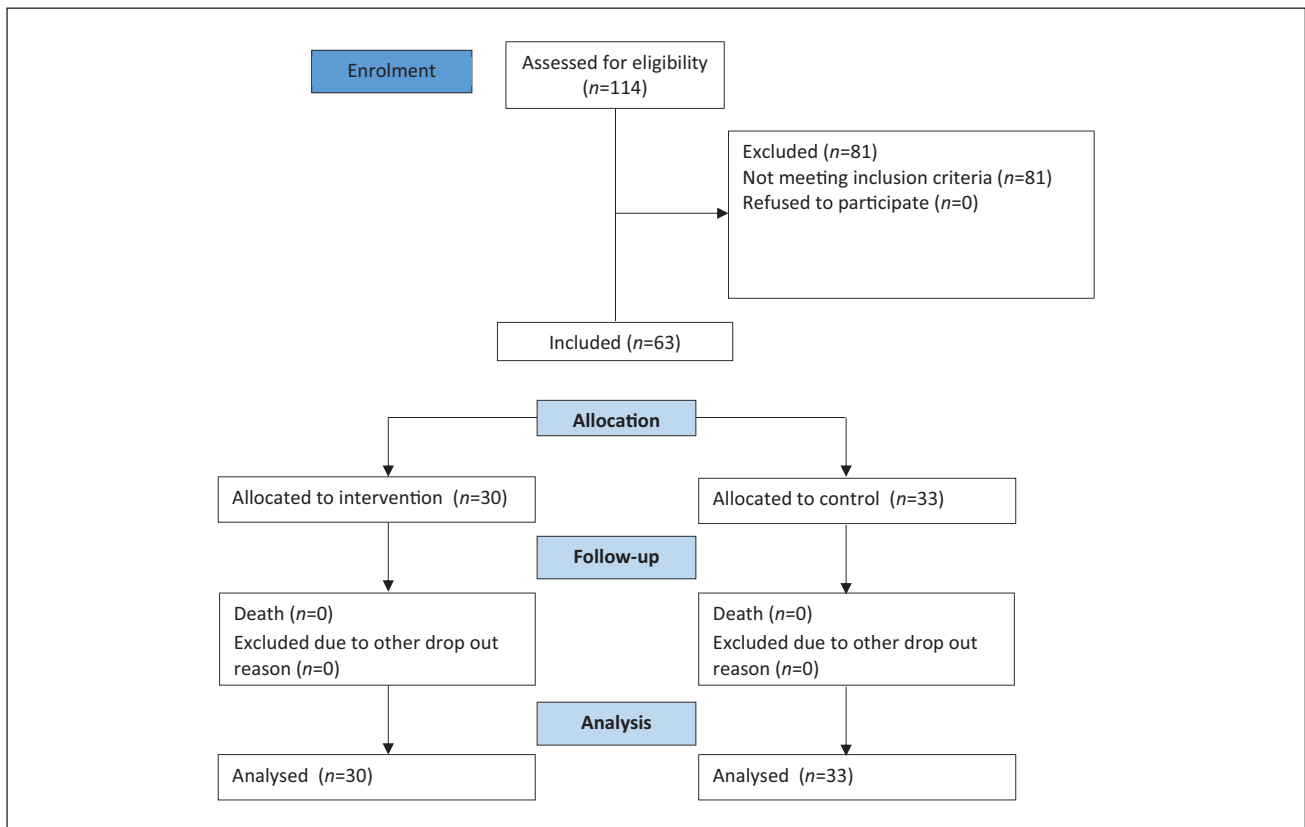 Enrolment
Assessed for eligibility
(n=114)
Excluded (n=81)
Not meeting inclusion criteria (n=81)
Refused to participate (n=0)
Included (n=63)
Allocation
Allocated to intervention (n=30)
Allocated to control (n=33)
Follow-up
Death (n=0)
Excluded due to other drop out
reason (n=0)
Death (n=0)
Excluded due to other drop out
reason (n=0)
Analysis
Analysed (n=30)
Analysed (n=33)